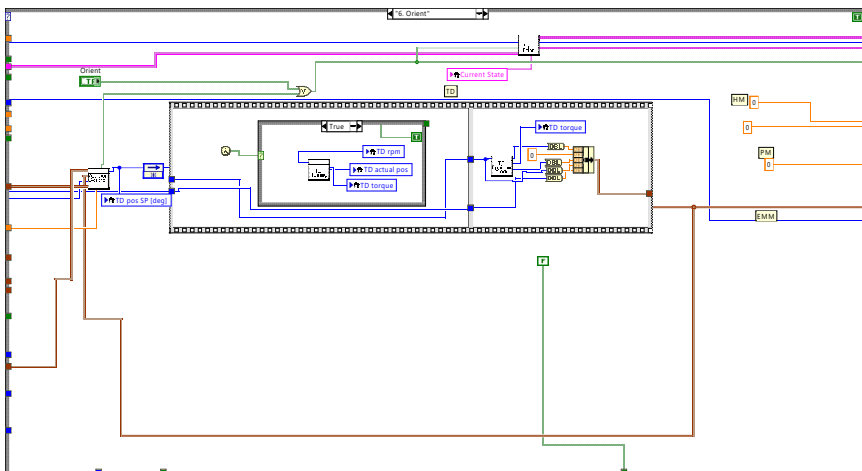 "6. Orient"
T
Current State
Orient
TF
V
TD
HM
0
0
PM
0
True
T
TD rpm
TD actual pos
TD torque
TD torque
0
DBL
DBL
DBL
DBL
TD pos SP [deg]
EMM
F